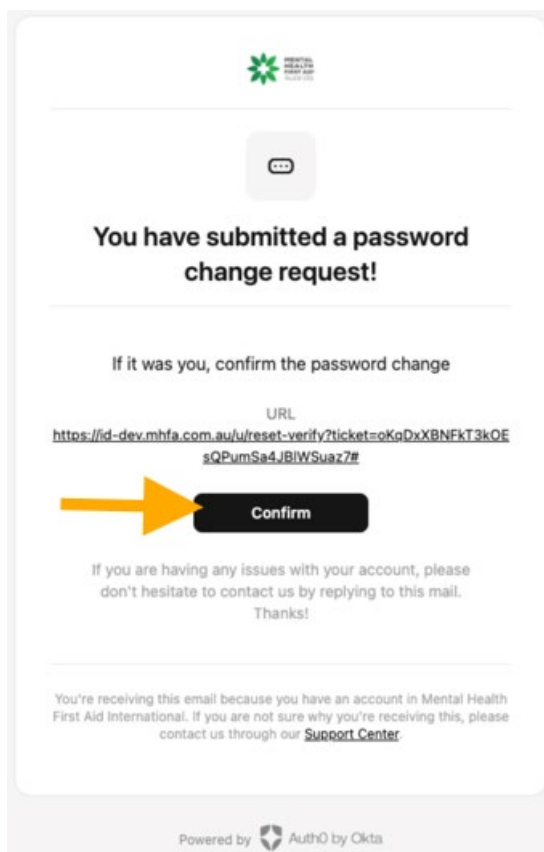 MENTAL
HEALTH
FIRST AID
You have submitted a password
change request!
If it was you, confirm the password change
URL
https://id-dev.mhfa.com.au/u/reset-verify?ticket=oKqDxXBNFkT3kOE
sQPumSa4JBlWSuaz7#
Confirm
If you are having any issues with your account, please
don't hesitate to contact us by replying to this mail.
Thanks!
You're receiving this email because you have an account in Mental Health
First Aid International. If you are not sure why you're receiving this, please
contact us through our Support Center.
Powered by Auth0 by Okta